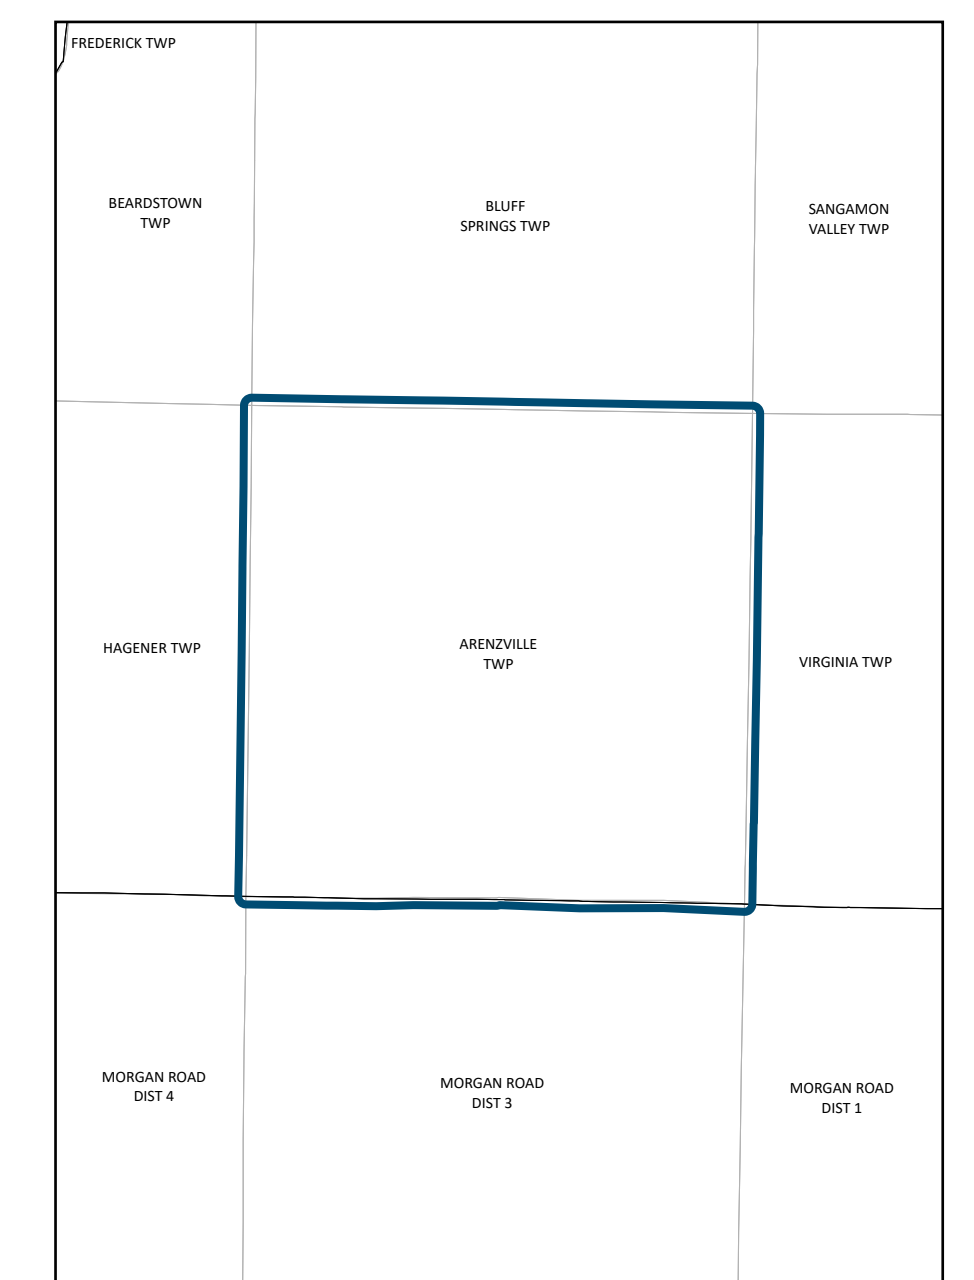 FREDERICK TWP
BEARDSTOWN
TWP
BLUFF
SPRINGS TWP
SANGAMON
VALLEY TWP
HAGENER TWP
ARENZVILLE
TWP
VIRGINIA TWP
MORGAN ROAD
DIST 4
MORGAN ROAD
DIST 3
MORGAN ROAD
DIST 1